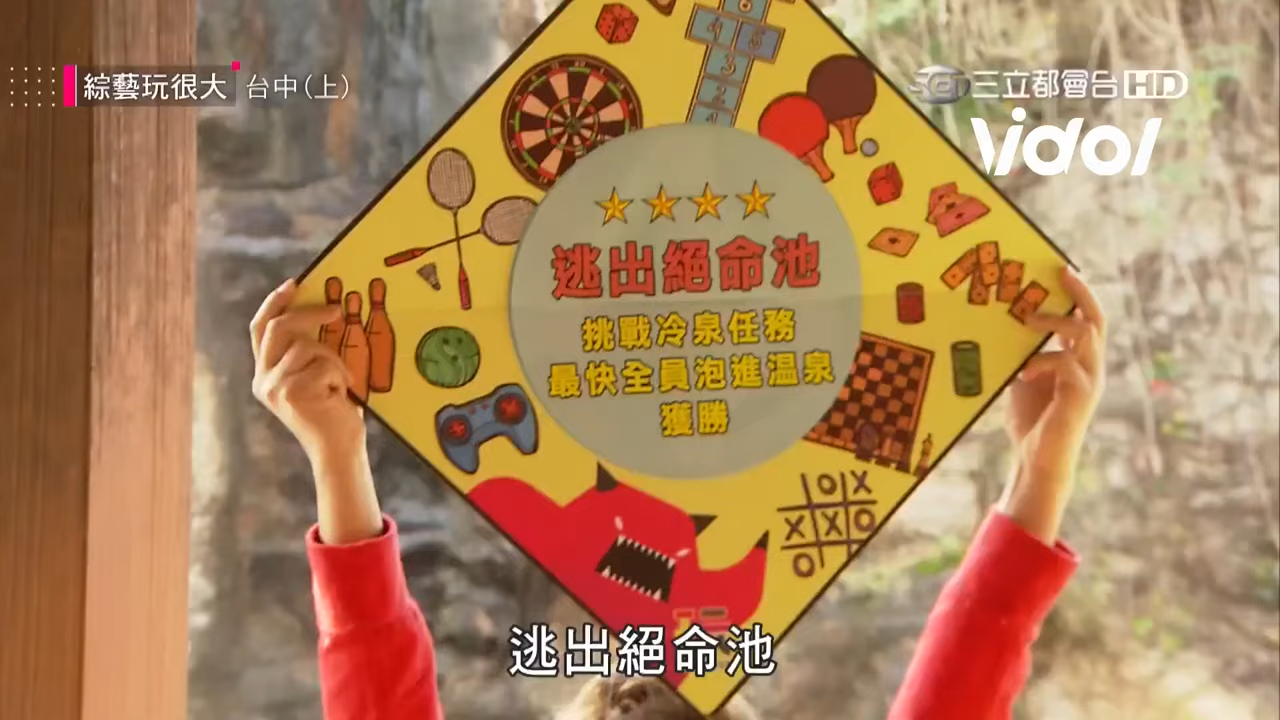 綜藝玩很大 台中(上)
三立都會台HD
Vidol
逃出絕命池
挑戰冷泉任務
最快全員泡進温泉
獲勝
逃出絕命池